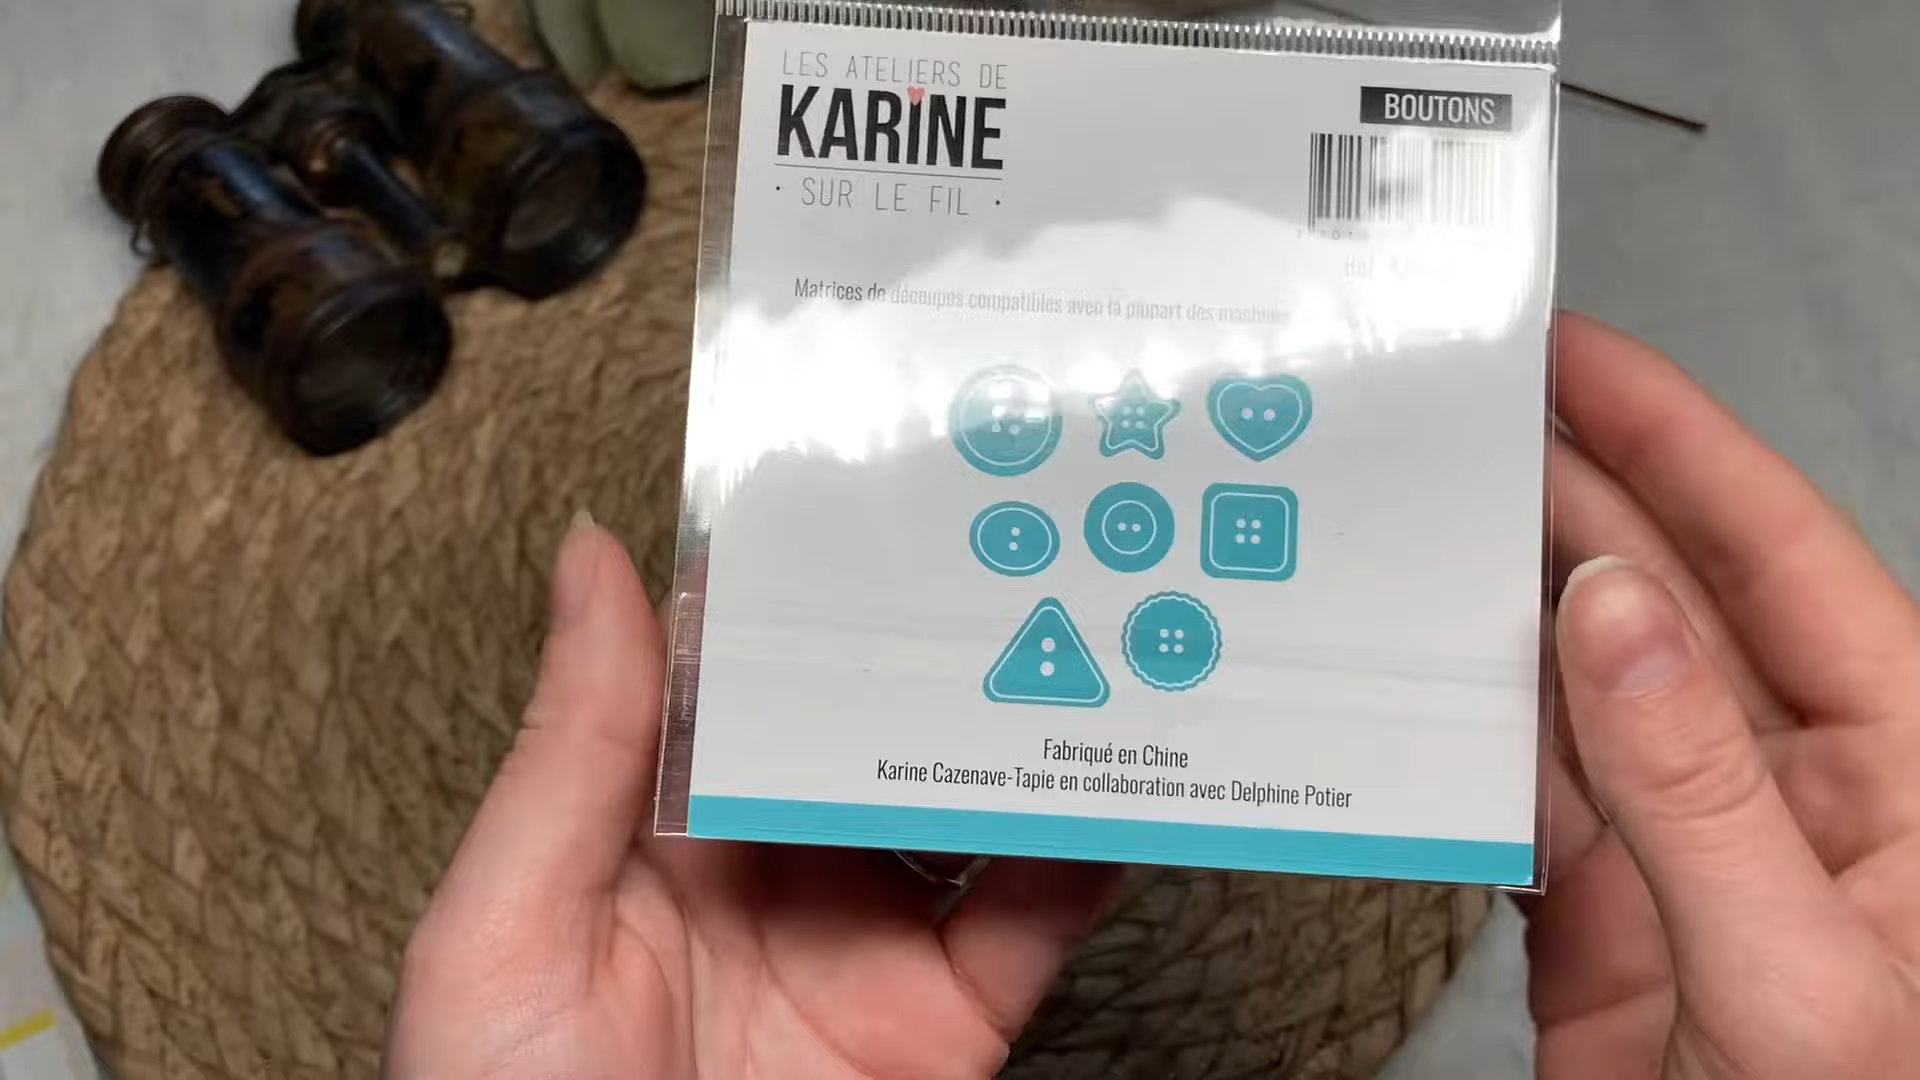 LES ATELIERS DE
KARINE
· SUR LE FIL ·
BOUTONS
Matrices de découpes compatibles avec la plupart des machines
Fabriqué en Chine
Karine Cazenave-Tapie en collaboration avec Delphine Potier